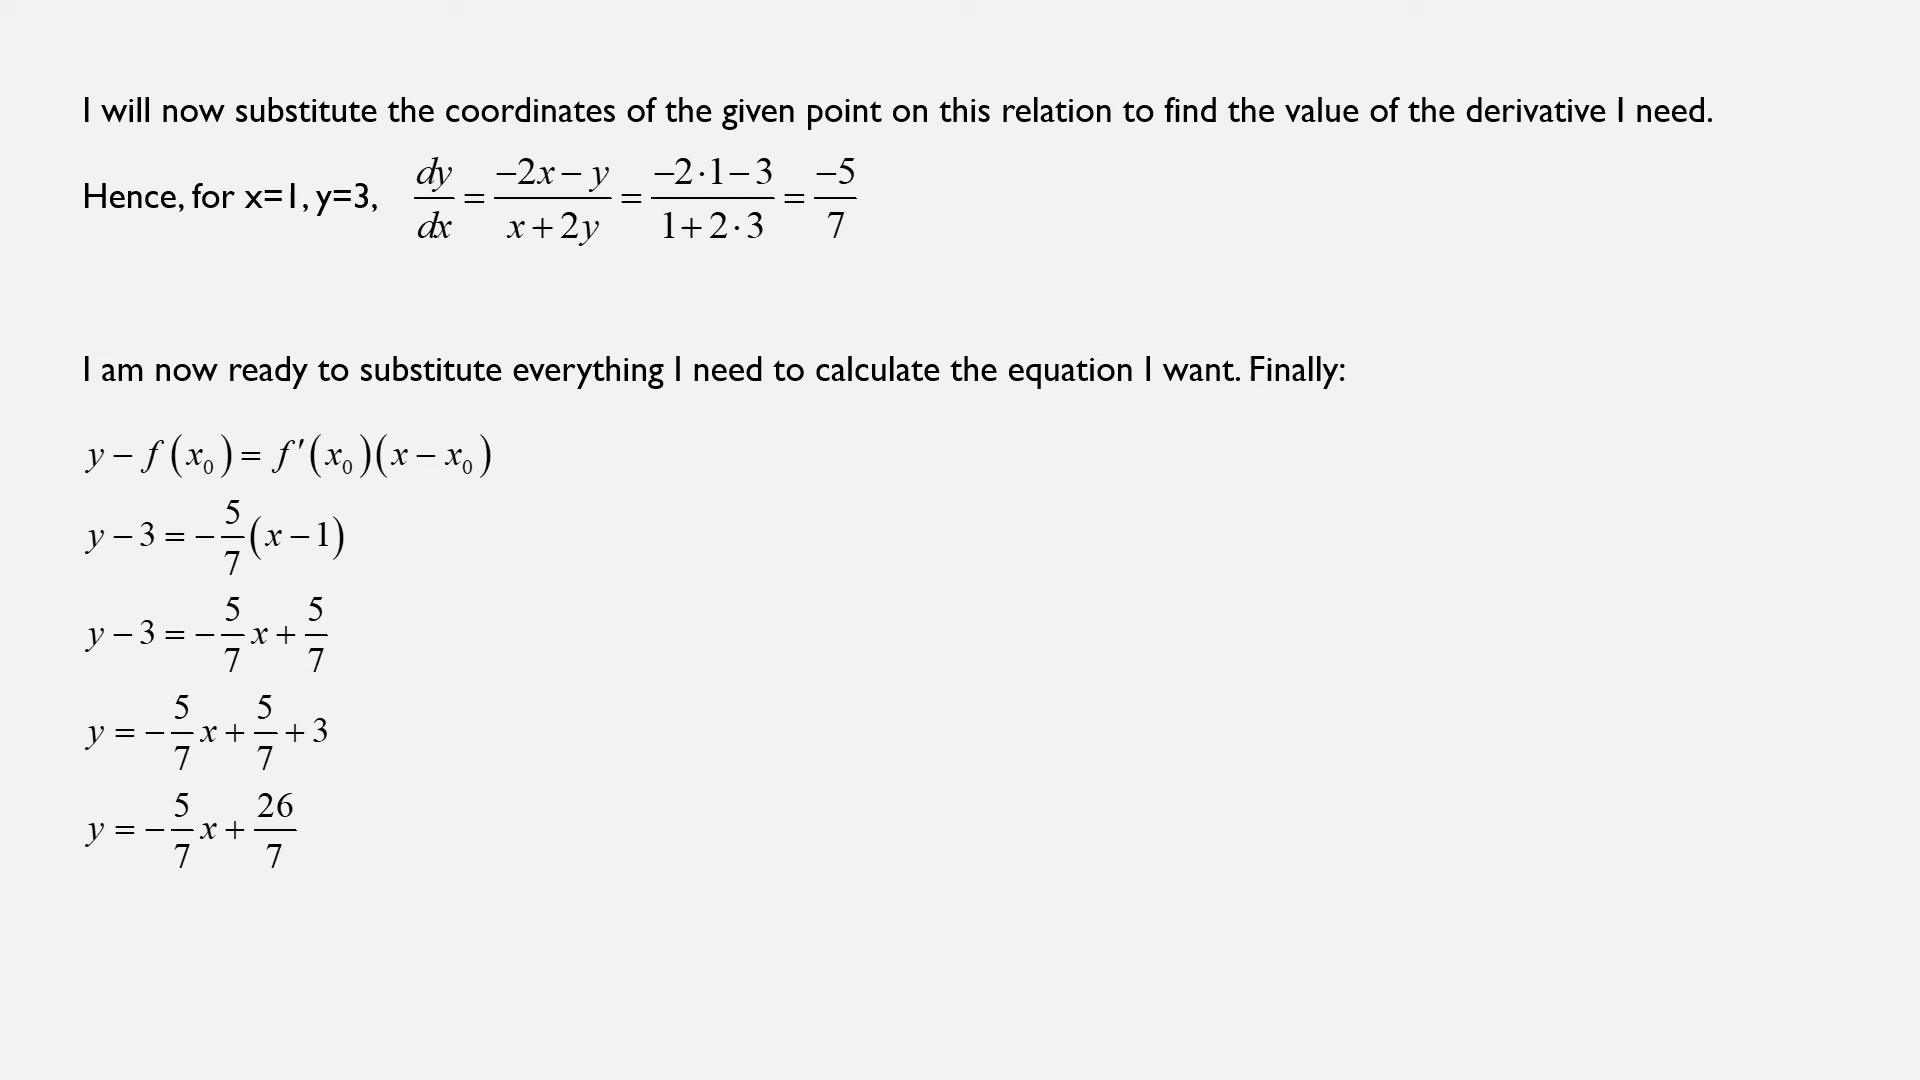 I will now substitute the coordinates of the given point on this relation to find the value of the derivative I need.
Hence, for x=1, y=3, dy/dx = (−2x − y)/(x + 2y) = (−2·1 − 3)/(1 + 2·3) = −5/7
I am now ready to substitute everything I need to calculate the equation I want. Finally:
y − f(x₀) = f′(x₀)(x − x₀)
y − 3 = −5/7(x − 1)
y − 3 = −5/7 x + 5/7
y = −5/7 x + 5/7 + 3
y = −5/7 x + 26/7